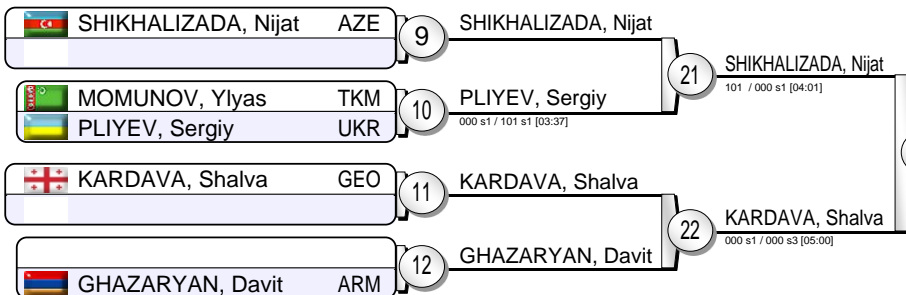 SHIKHALIZADA, Nijat AZE
9
SHIKHALIZADA, Nijat
MOMUNOV, Ylyas TKM
PLIYEV, Sergiy UKR
10
PLIYEV, Sergiy
000 s1 / 101 s1 [03:37]
21
SHIKHALIZADA, Nijat
101 / 000 s1 [04:01]
KARDAVA, Shalva GEO
11
KARDAVA, Shalva
GHAZARYAN, Davit ARM
12
GHAZARYAN, Davit
22
KARDAVA, Shalva
000 s1 / 000 s3 [05:00]